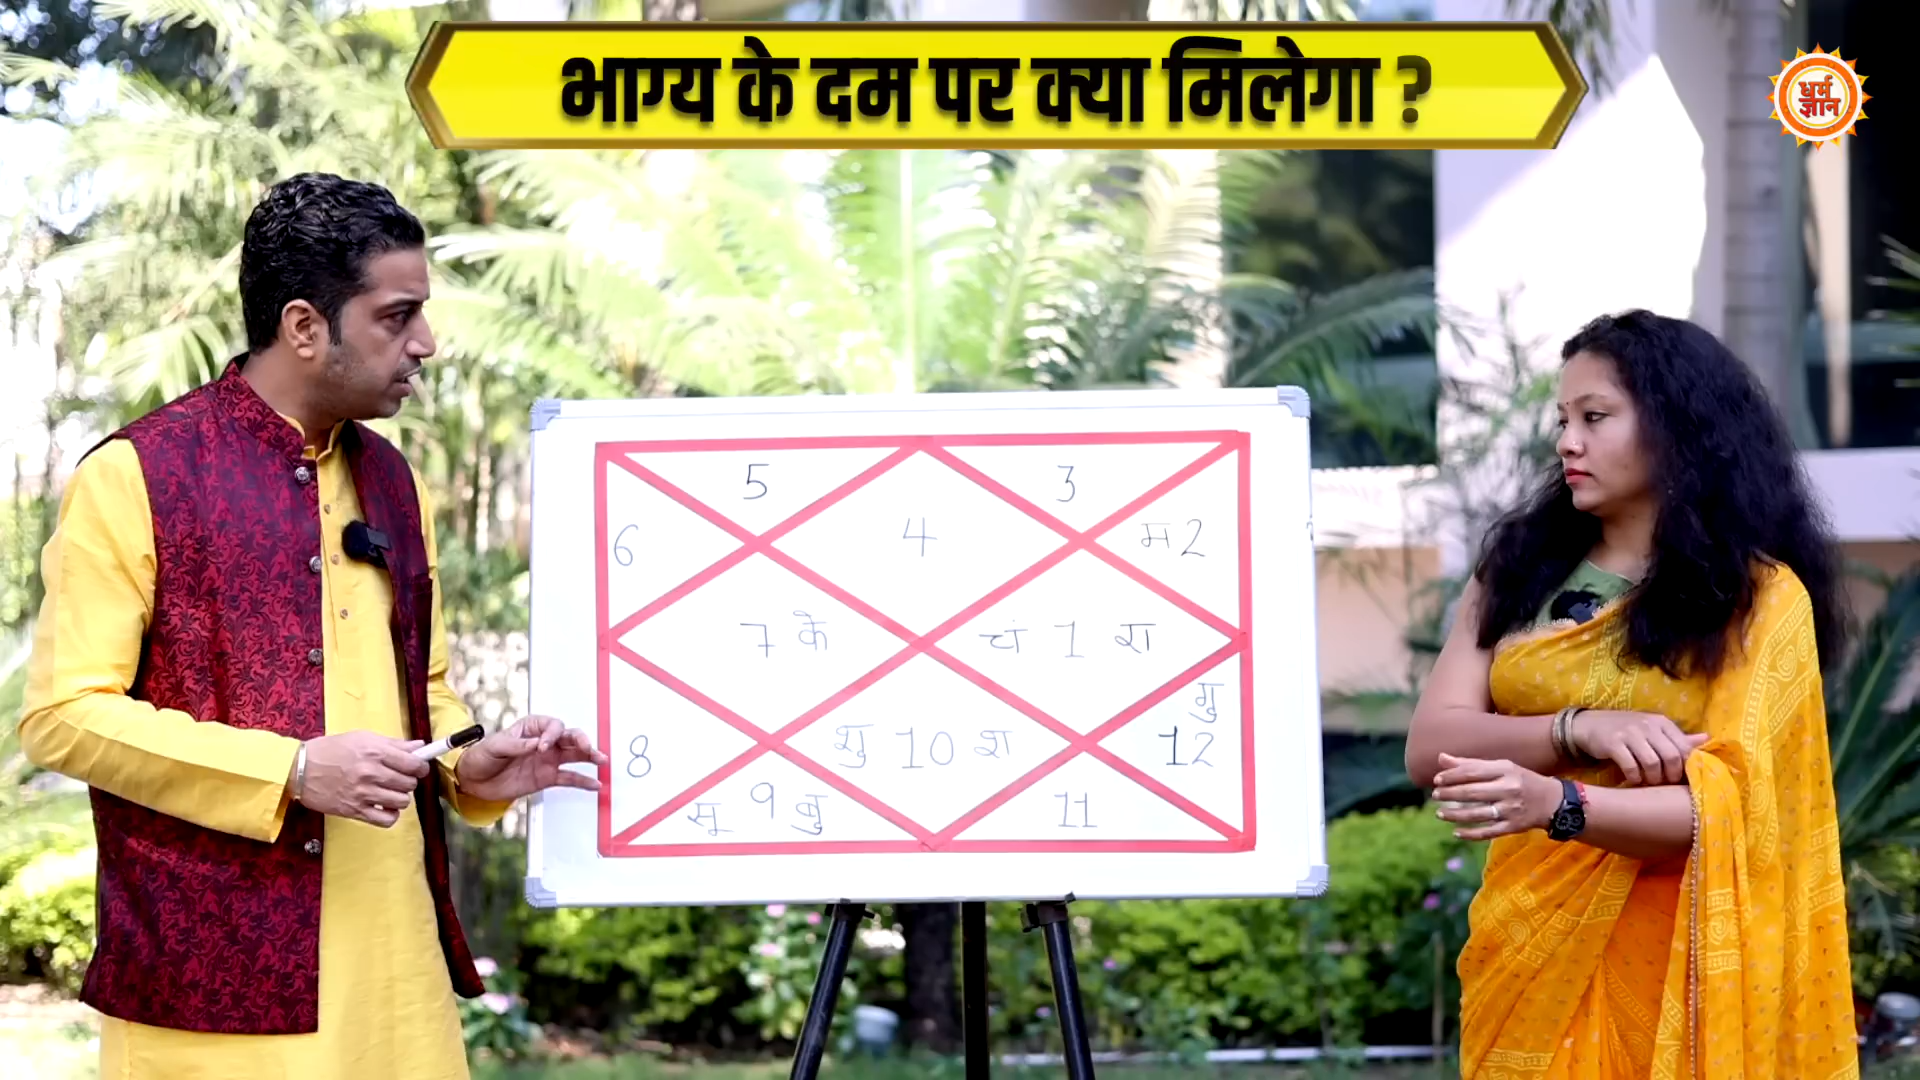 भाग्य के दम पर क्या मिलेगा ?
धर्म
ज्ञान
5
3
6
4
म 2
7 के
चं 1 रा
गु
8
शु 10 श
12
सू 9 बु
11